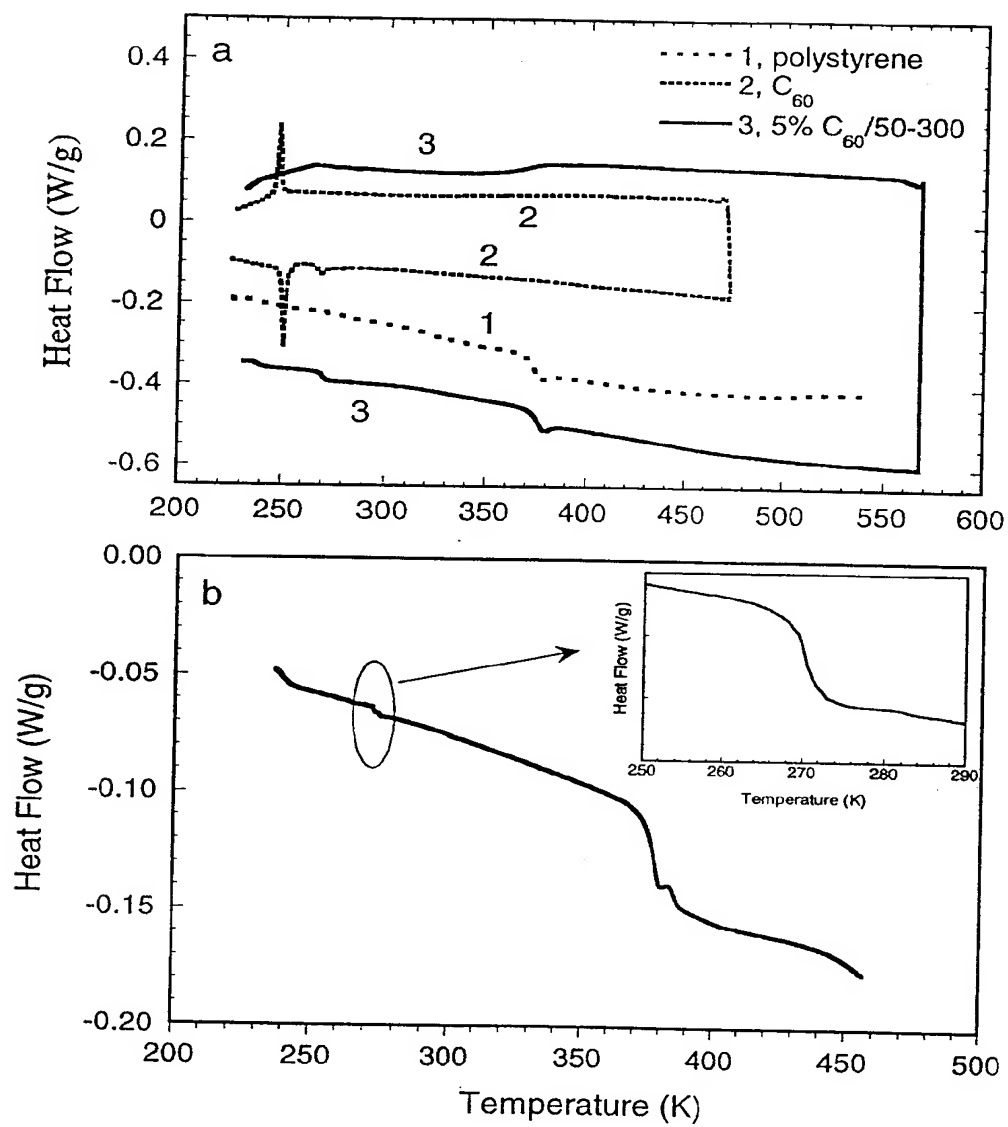 a
1, polystyrene
2, C60
3, 5% C60/50-300
0.4
0.2
0
-0.2
-0.4
-0.6
Heat Flow (W/g)
3
2
2
1
3
200 250 300 350 400 450 500 550 600
b
0.00
-0.05
-0.10
-0.15
-0.20
Heat Flow (W/g)
Heat Flow (W/g)
250 260 270 280 290
Temperature (K)
200 250 300 350 400 450 500
Temperature (K)